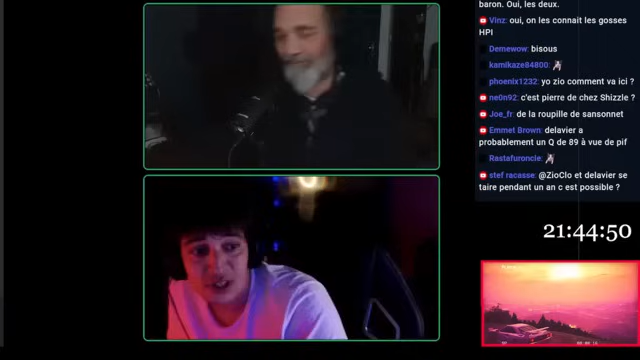 baron. Oui, les deux.
Vinz: oui, on les connait les gosses
HPI
Demewow: bisous
kamikaze84800:
phoenix1232: yo zio comment va ici ?
ne0n92: c'est pierre de chez Shizzle ?
Joe_fr: de la roupille de sansonnet
Emmet Brown: delavier a
probablement un Q de 89 à vue de pif
Rastafuroncie:
stef racasse: @ZioClo et delavier se
taire pendant un an c est possible ?
21:44:50